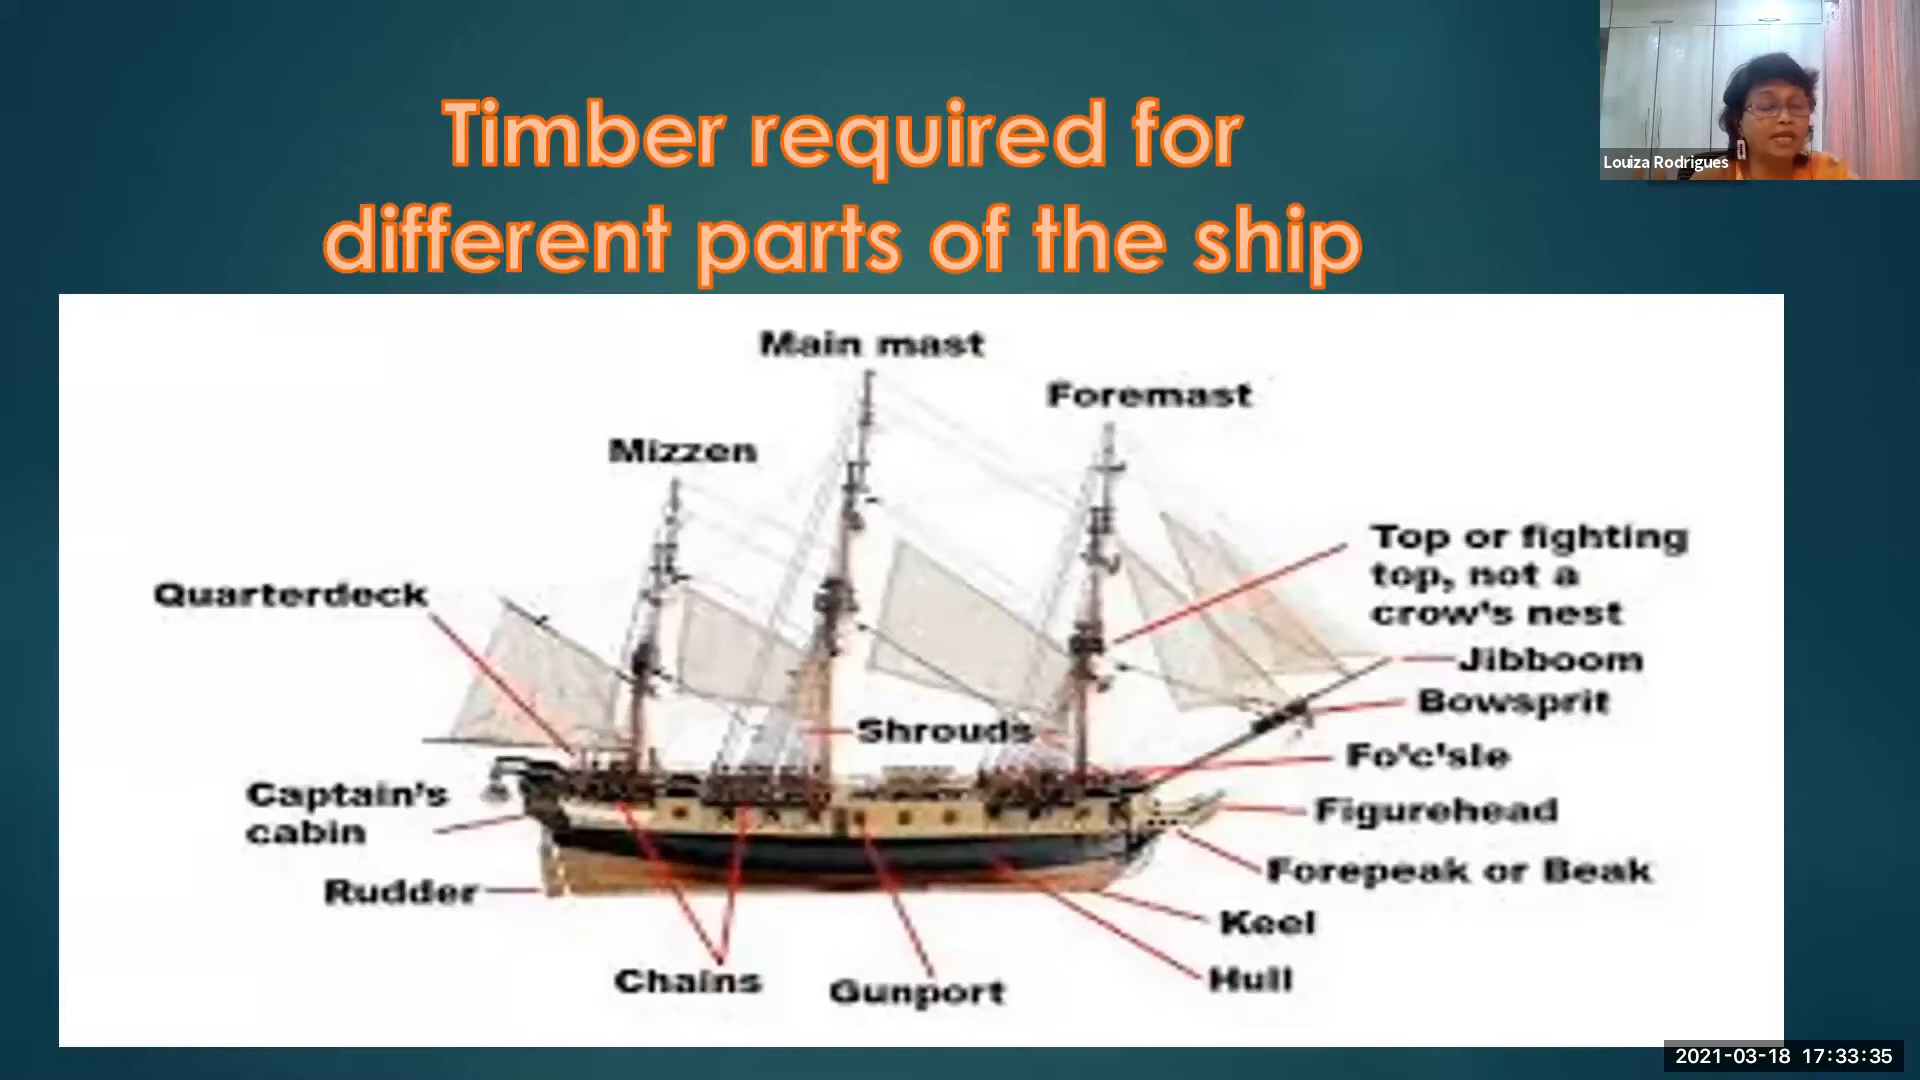 Timber required for
different parts of the ship
Louiza Rodrigues
Main mast
Foremast
Mizzen
Top or fighting
top, not a
crow's nest
Quarterdeck
Jibboom
Bowsprit
Shrouds
Fo'c'sle
Captain's
cabin
Figurehead
Forepeak or Beak
Rudder
Keel
Chains
Gunport
Hull
2021-03-18 17:33:35